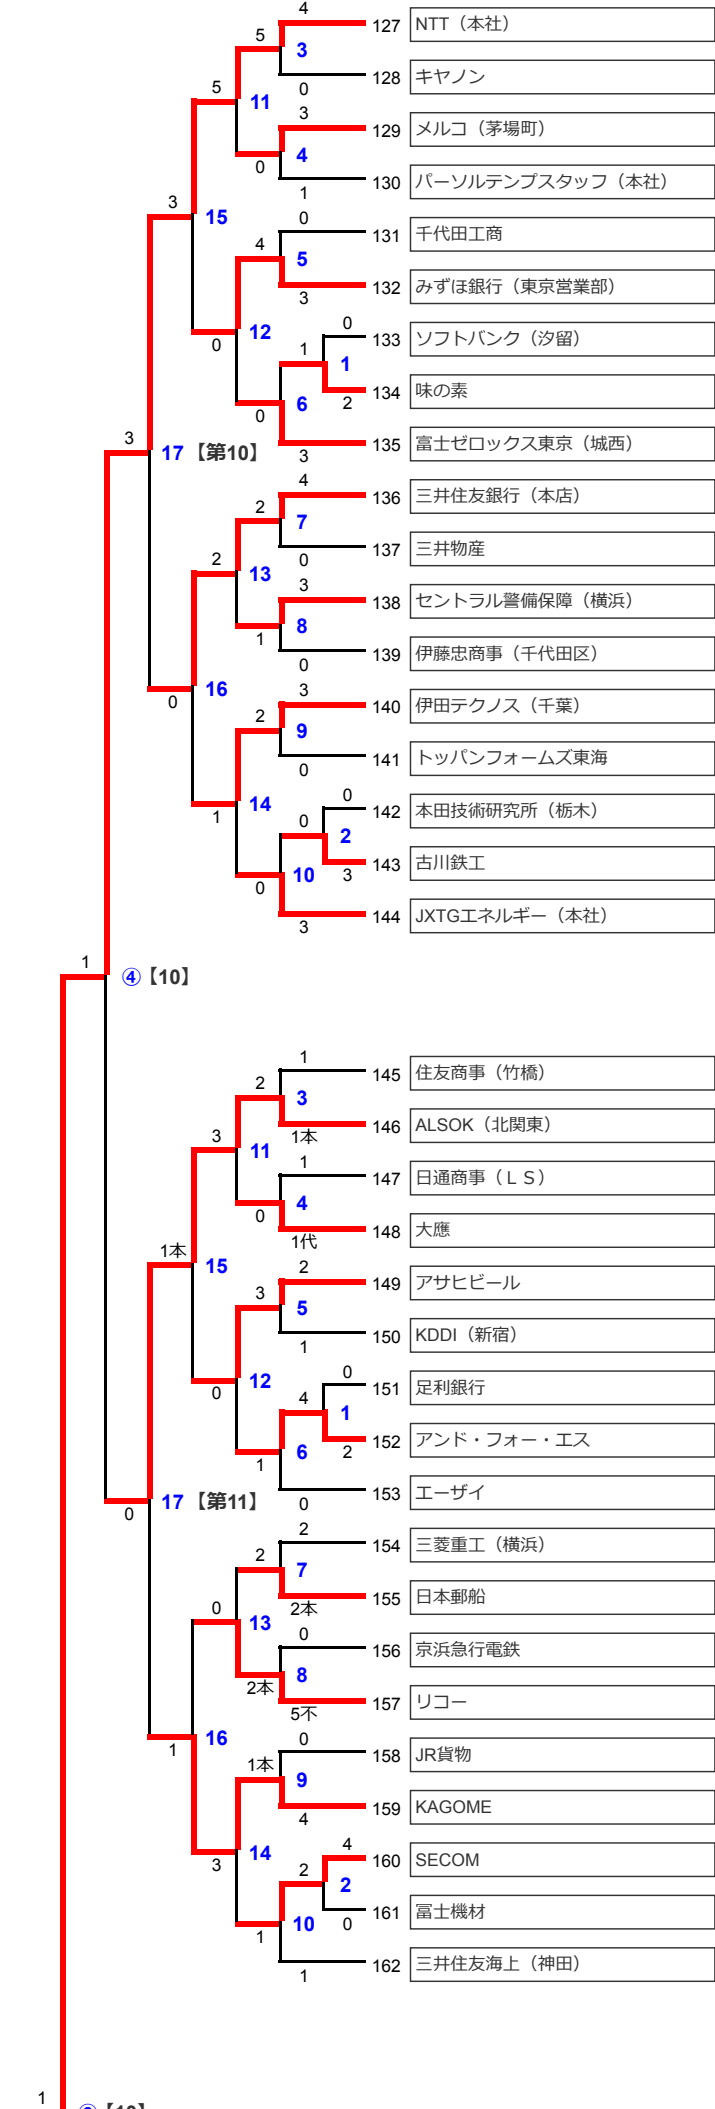 4
127 NTT（本社）
5
3
128 キヤノン
0
5
11
3
129 メルコ（茅場町）
4
0
130 パーソルテンプスタッフ（本社）
1
3
15
0
131 千代田工商
4
5
132 みずほ銀行（東京営業部）
3
12
0
0
133 ソフトバンク（汐留）
1
1
134 味の素
2
6
0
135 富士ゼロックス東京（城西）
3
3
17 【第10】
4
136 三井住友銀行（本店）
2
7
137 三井物産
0
2
13
3
138 セントラル警備保障（横浜）
8
1
139 伊藤忠商事（千代田区）
0
16
0
3
140 伊田テクノス（千葉）
2
9
141 トッパンフォームズ東海
0
14
1
0
142 本田技術研究所（栃木）
0
2
143 古川鉄工
3
10
0
144 JXTGエネルギー（本社）
3
1
④【10】
1
145 住友商事（竹橋）
2
3
146 ALSOK（北関東）
1本
3
11
1
147 日通商事（ＬＳ）
4
0
148 大應
1代
1本
15
2
149 アサヒビール
3
5
150 KDDI（新宿）
1
12
0
0
151 足利銀行
4
1
152 アンド・フォー・エス
2
6
1
153 エーザイ
0
17 【第11】
0
2
154 三菱重工（横浜）
2
7
155 日本郵船
2本
0
13
0
156 京浜急行電鉄
8
2本
157 リコー
5不
16
1
0
158 JR貨物
1本
9
159 KAGOME
4
14
3
4
160 SECOM
2
2
161 冨士機材
0
10
1
162 三井住友海上（神田）
1
1